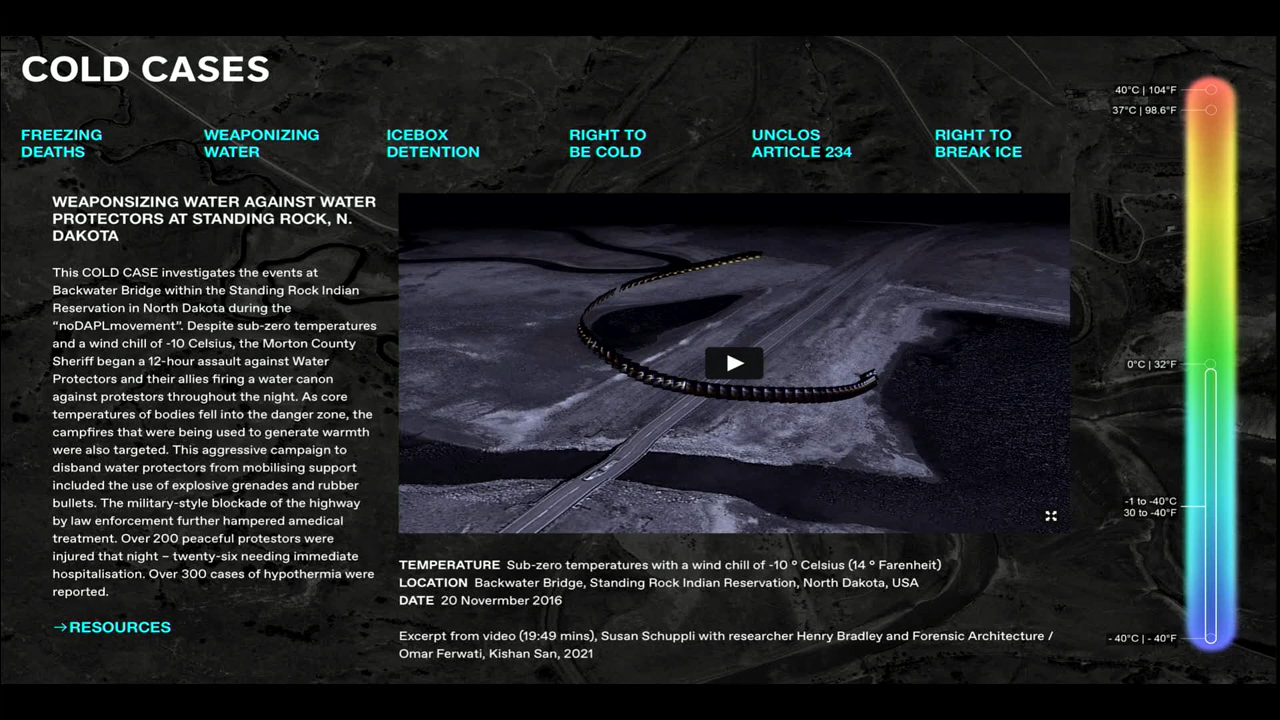 COLD CASES
FREEZING
DEATHS
WEAPONIZING
WATER
ICEBOX
DETENTION
RIGHT TO
BE COLD
UNCLOS
ARTICLE 234
RIGHT TO
BREAK ICE
WEAPONSIZING WATER AGAINST WATER
PROTECTORS AT STANDING ROCK, N.
DAKOTA
This COLD CASE investigates the events at
Backwater Bridge within the Standing Rock Indian
Reservation in North Dakota during the
“noDAPLmovement”. Despite sub-zero temperatures
and a wind chill of -10 Celsius, the Morton County
Sheriff began a 12-hour assault against Water
Protectors and their allies firing a water canon
against protestors throughout the night. As core
temperatures of bodies fell into the danger zone, the
campfires that were being used to generate warmth
were also targeted. This aggressive campaign to
disband water protectors from mobilising support
included the use of explosive grenades and rubber
bullets. The military-style blockade of the highway
by law enforcement further hampered amedical
treatment. Over 200 peaceful protestors were
injured that night – twenty-six needing immediate
hospitalisation. Over 300 cases of hypothermia were
reported.
→RESOURCES
TEMPERATURE Sub-zero temperatures with a wind chill of -10 º Celsius (14 º Farenheit)
LOCATION Backwater Bridge, Standing Rock Indian Reservation, North Dakota, USA
DATE 20 Novermber 2016
Excerpt from video (19:49 mins), Susan Schuppli with researcher Henry Bradley and Forensic Architecture /
Omar Ferwati, Kishan San, 2021
40°C | 104°F
37°C | 98.6°F
0°C | 32°F
-1 to -40°C
30 to -40°F
- 40°C | - 40°F